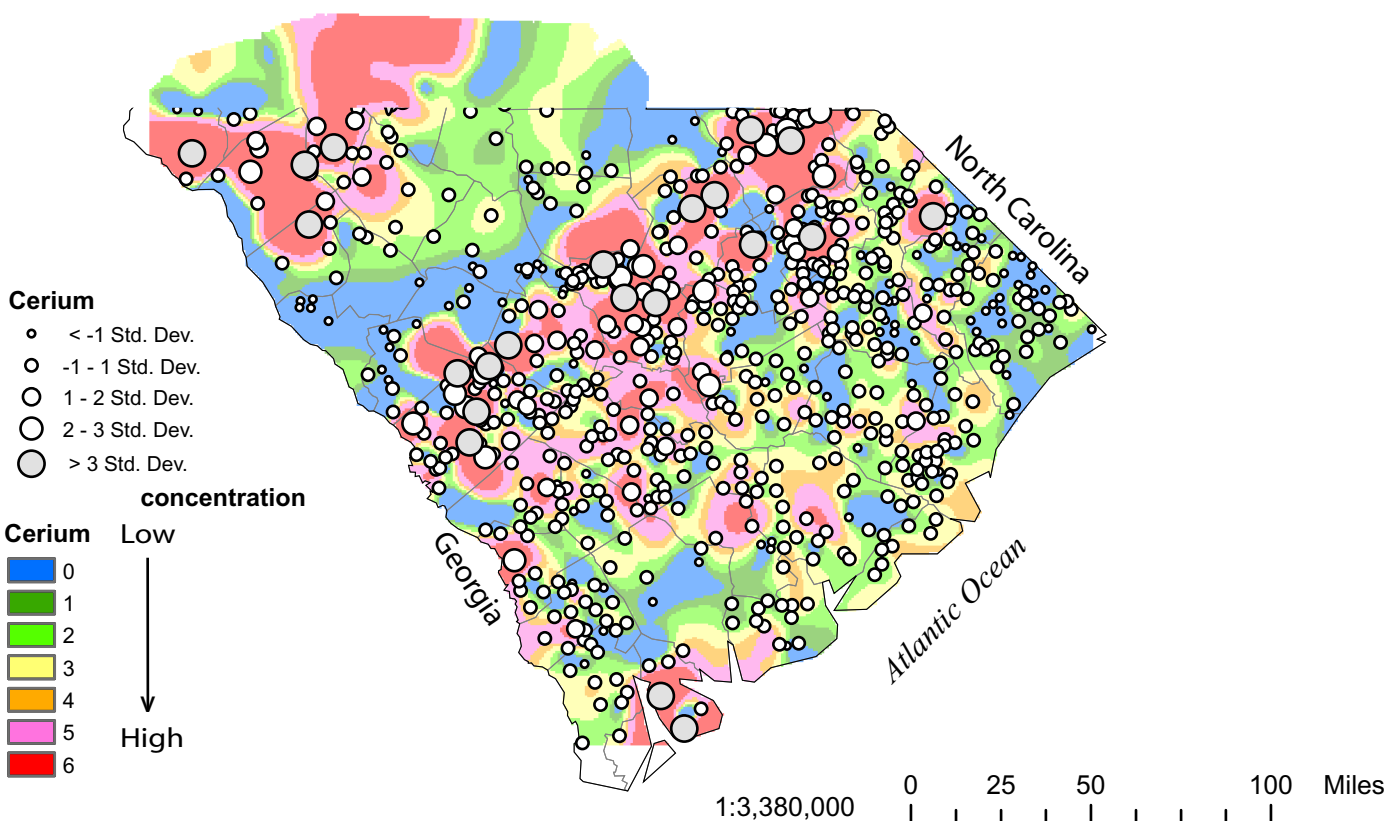 North Carolina
Cerium
< -1 Std. Dev.
-1 - 1 Std. Dev.
1 - 2 Std. Dev.
2 - 3 Std. Dev.
> 3 Std. Dev.
concentration
Cerium
Low
0
1
2
3
4
5
6
High
Georgia
Atlantic Ocean
1:3,380,000
0 25 50 100 Miles